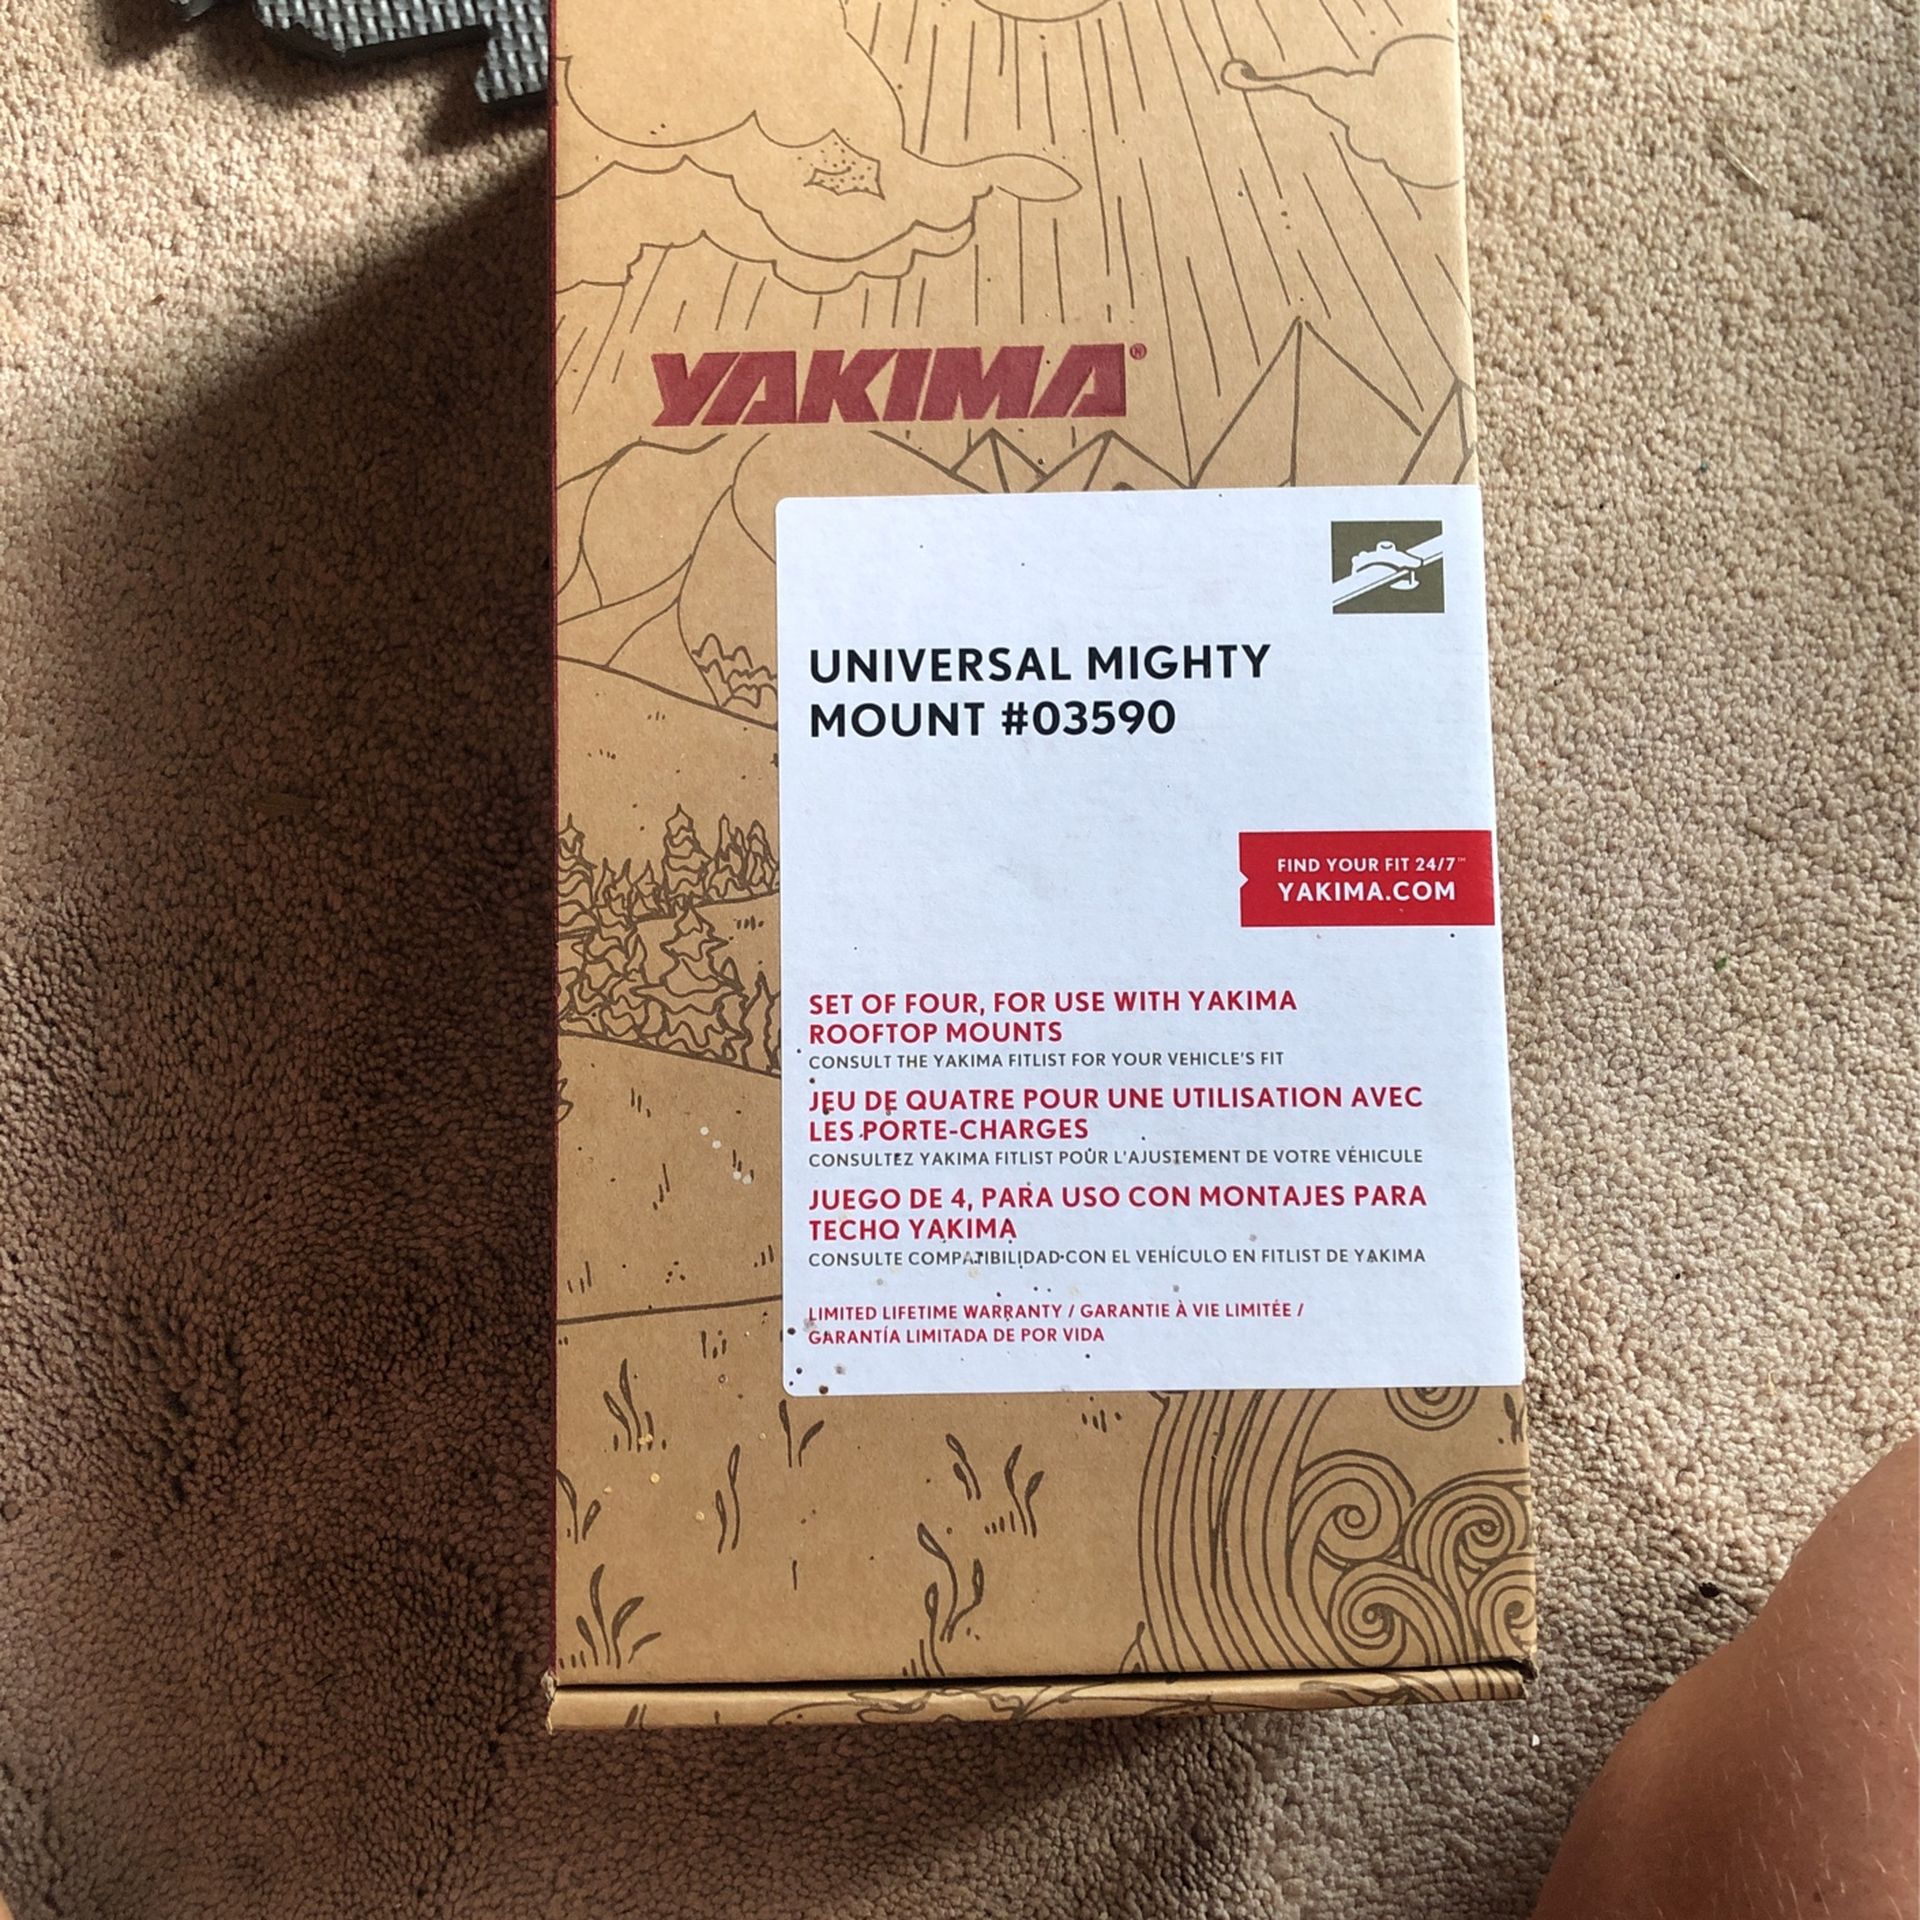 YAKIMA®
UNIVERSAL MIGHTY
MOUNT #03590
FIND YOUR FIT 24/7™
YAKIMA.COM
SET OF FOUR, FOR USE WITH YAKIMA
ROOFTOP MOUNTS
CONSULT THE YAKIMA FITLIST FOR YOUR VEHICLE'S FIT
JEU DE QUATRE POUR UNE UTILISATION AVEC
LES PORTE-CHARGES
CONSULTEZ YAKIMA FITLIST POUR L'AJUSTEMENT DE VOTRE VÉHICULE
JUEGO DE 4, PARA USO CON MONTAJES PARA
TECHO YAKIMA
CONSULTE COMPATIBILIDAD CON EL VEHÍCULO EN FITLIST DE YAKIMA
LIMITED LIFETIME WARRANTY / GARANTIE À VIE LIMITÉE /
GARANTÍA LIMITADA DE POR VIDA